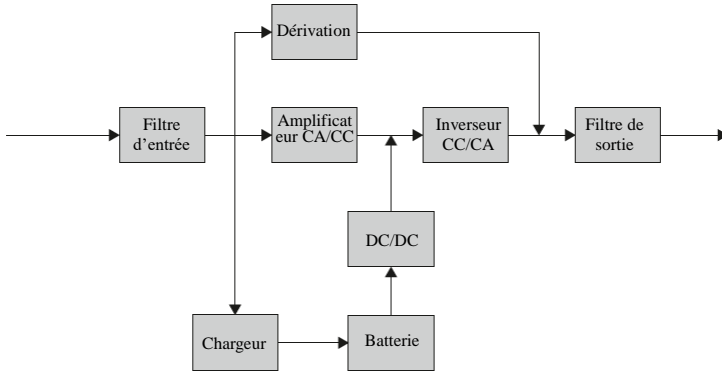 Dérivation
Filtre
d'entrée
Amplificat
eur CA/CC
Inverseur
CC/CA
Filtre de
sortie
DC/DC
Chargeur
Batterie